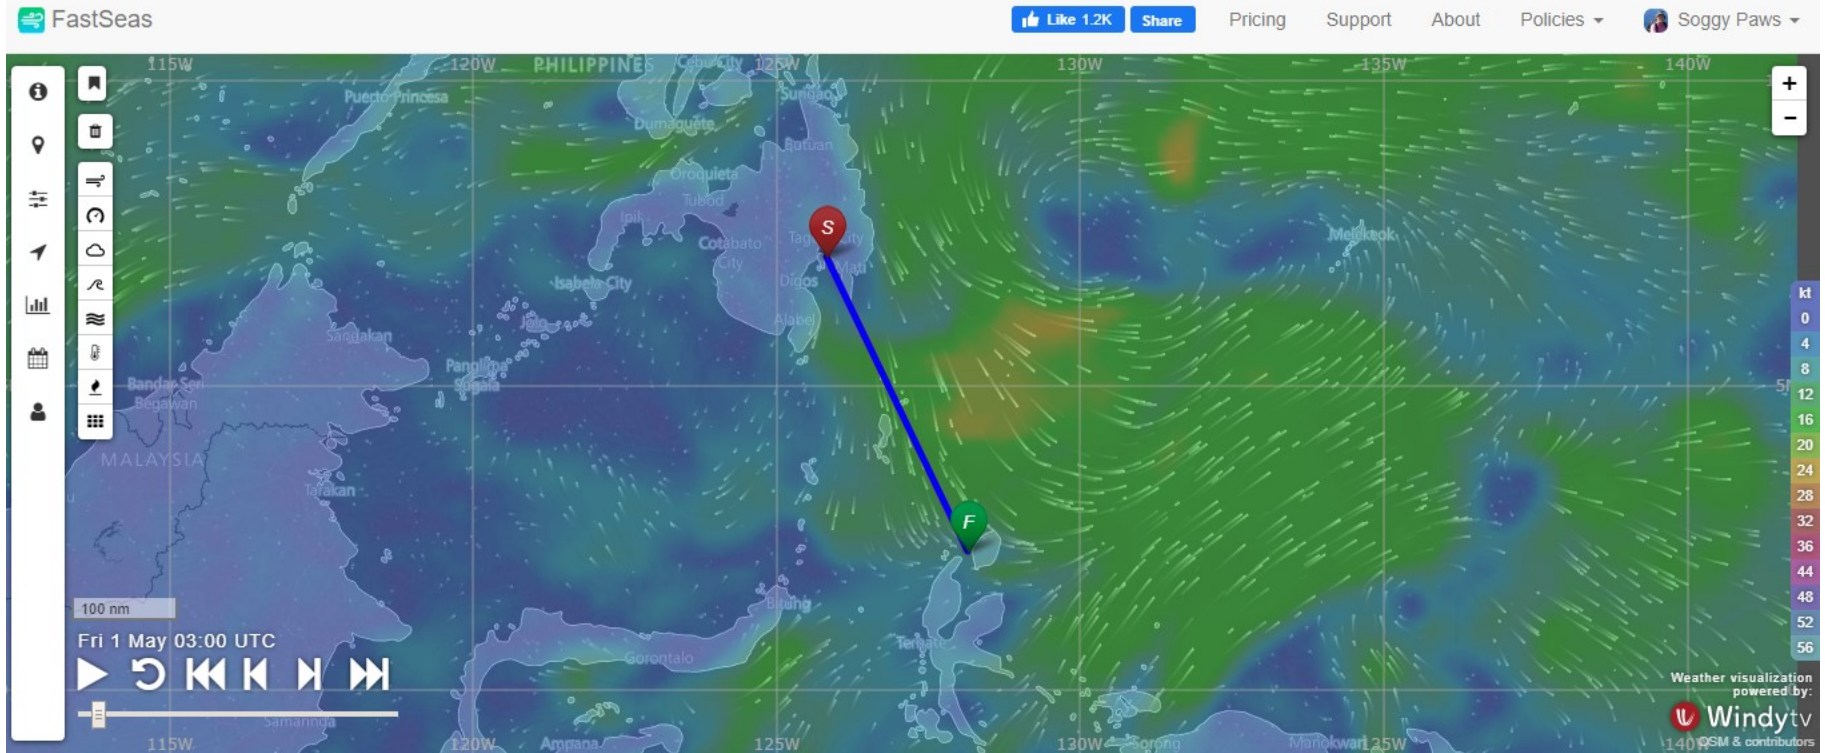 FastSeas
Like 1.2K
Share
Pricing
Support
About
Policies
Soggy Paws
115W
120W
PHILIPPINES
Cebu City
125W
130W
135W
140W
Puerto Princesa
Surigao
Dumaguete
Butuan
Oroquieta
Tubod
Ipil
S
Cotabato
City
Mati
Melekeok
Digos
Isabela City
Jolo
Alabel
Sandakan
Panglima
Sugala
Bandar Seri
Begawan
MALAYSIA
Tarakan
F
kt
0
4
8
12
16
20
24
28
32
36
44
48
52
56
+
−
100 nm
Bitung
Fri 1 May 03:00 UTC
Ternate
Gorontalo
Samarinda
Weather visualization
powered by:
Windytv
OSM & contributors
115W
120W
Ampana
125W
130W
Sorong
Manokwari
135W
140W